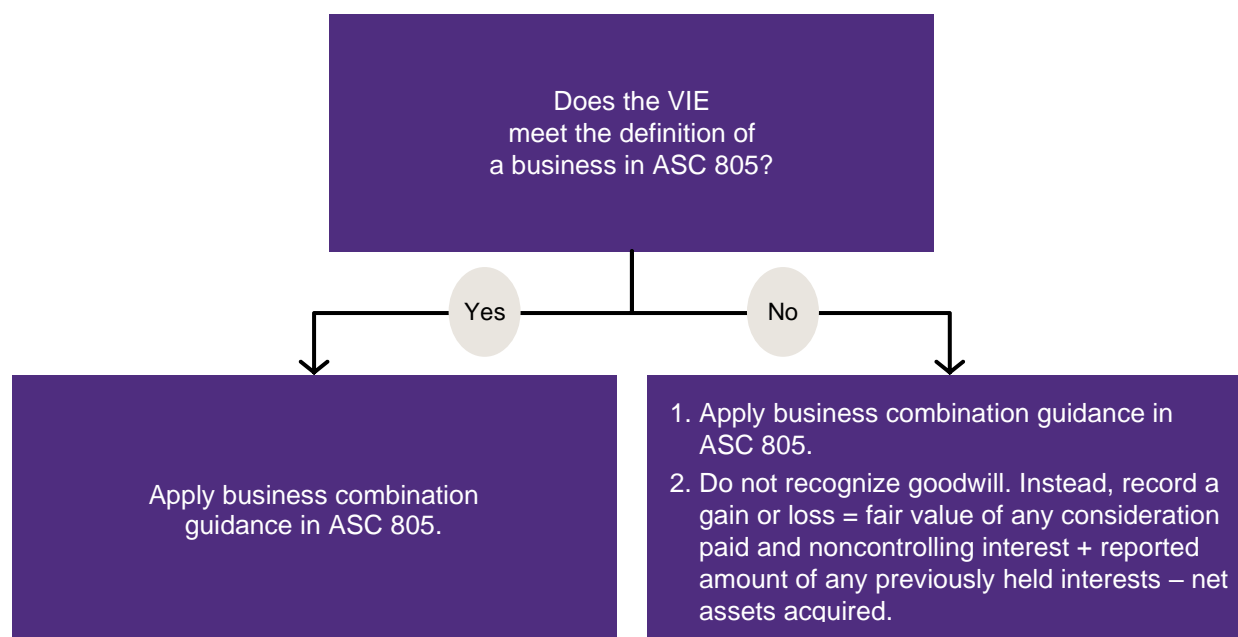 Does the VIE
meet the definition of
a business in ASC 805?
Yes
No
Apply business combination
guidance in ASC 805.
1. Apply business combination guidance in
ASC 805.
2. Do not recognize goodwill. Instead, record a
gain or loss = fair value of any consideration
paid and noncontrolling interest + reported
amount of any previously held interests – net
assets acquired.